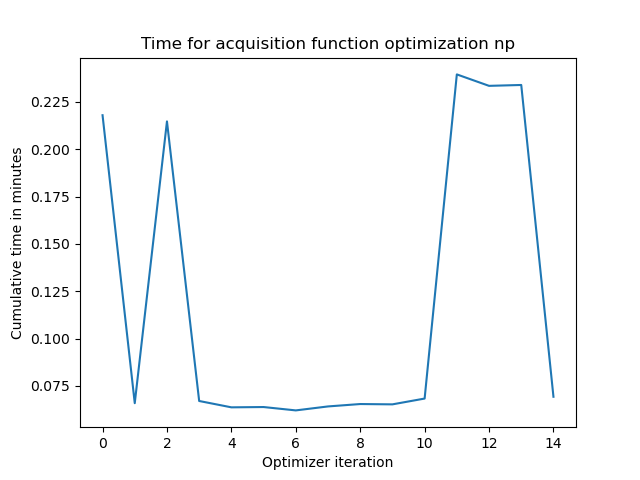 Time for acquisition function optimization np
Cumulative time in minutes
0.225
0.200
0.175
0.150
0.125
0.100
0.075
0 2 4 6 8 10 12 14
Optimizer iteration